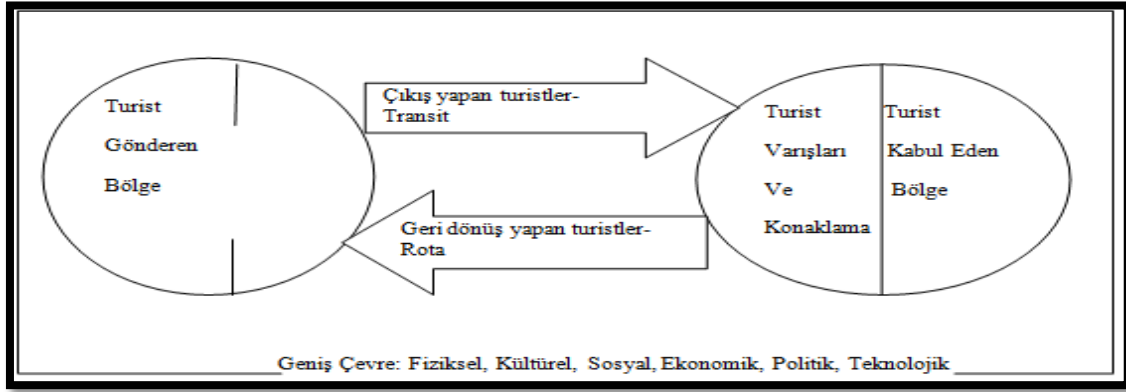 Turist
Gönderen
Bölge
Çıkış yapan turistler-
Transit
Geri dönüş yapan turistler-
Rota
Turist
Varışları
Ve
Konaklama
Turist
Kabul Eden
Bölge
Geniş Çevre: Fiziksel, Kültürel, Sosyal, Ekonomik, Politik, Teknolojik